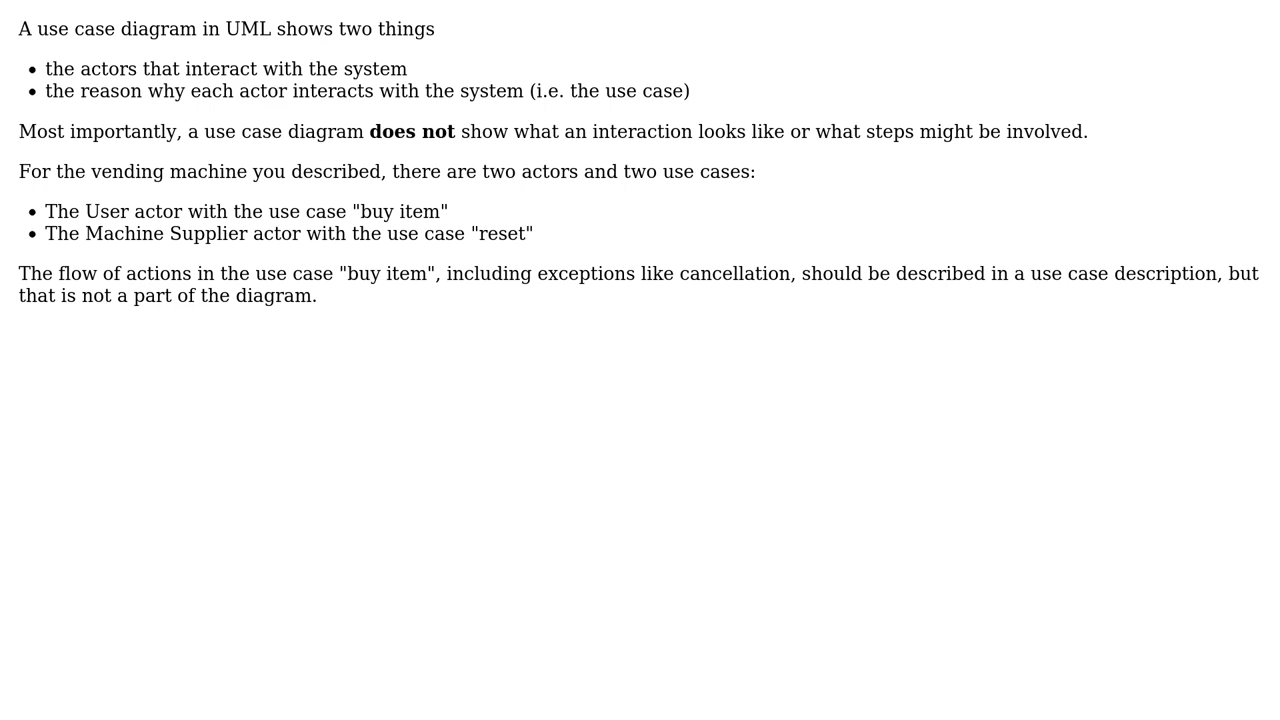 A use case diagram in UML shows two things
• the actors that interact with the system
• the reason why each actor interacts with the system (i.e. the use case)
Most importantly, a use case diagram does not show what an interaction looks like or what steps might be involved.
For the vending machine you described, there are two actors and two use cases:
• The User actor with the use case "buy item"
• The Machine Supplier actor with the use case "reset"
The flow of actions in the use case "buy item", including exceptions like cancellation, should be described in a use case description, but
that is not a part of the diagram.